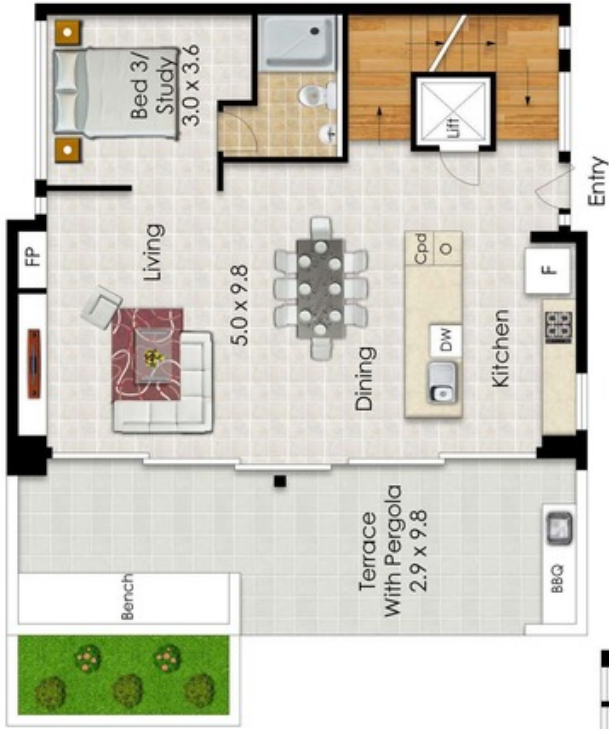 Bed 3/
Study
3.0 x 3.6
Lift
Entry
FP
Living
5.0 x 9.8
Dining
Cpd
DW
F
Kitchen
Terrace
With Pergola
2.9 x 9.8
Bench
BBQ